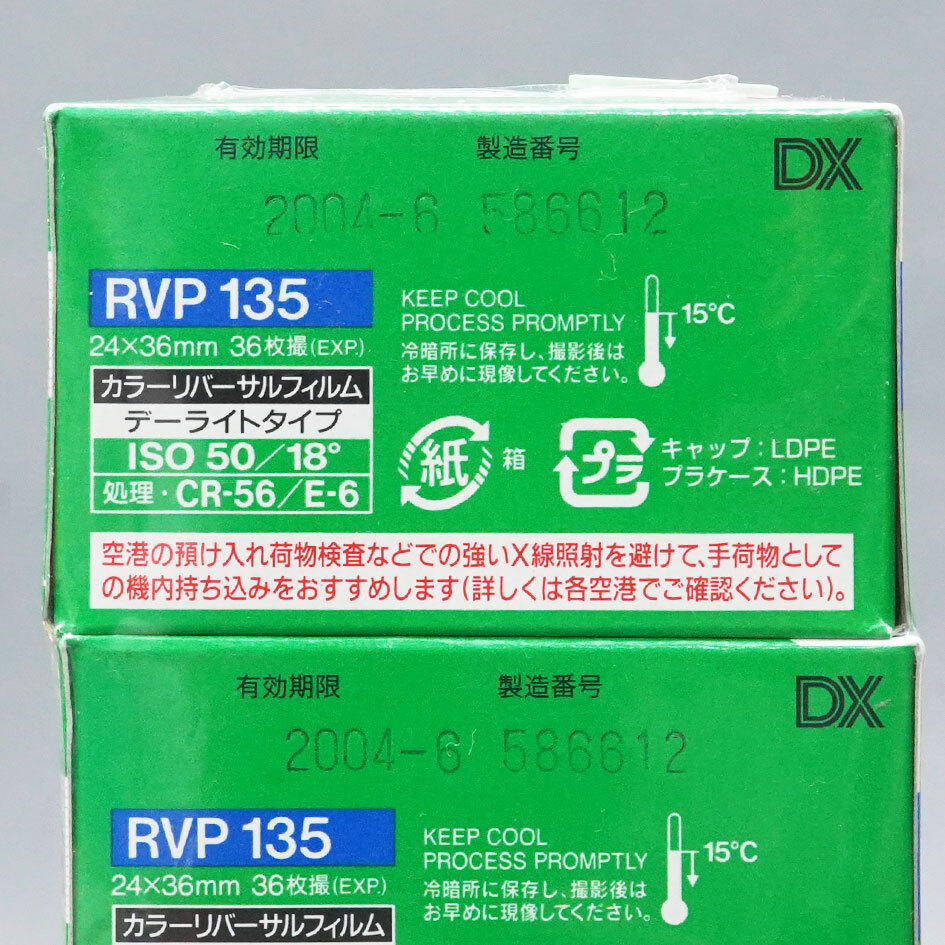 有効期限 製造番号 DX
2004-6 586612
RVP 135
24×36mm 36枚撮(EXP.)
カラーリバーサルフィルム
デーライトタイプ
ISO 50/18°
処理・CR-56/E-6
KEEP COOL
PROCESS PROMPTLY
冷暗所に保存し、撮影後は
お早めに現像してください。
15°C
紙 箱
プラ
キャップ:LDPE
プラケース:HDPE
空港の預け入れ荷物検査などでの強いX線照射を避けて、手荷物として
の機内持ち込みをおすすめします(詳しくは各空港でご確認ください)。
有効期限 製造番号 DX
2004-6 586612
RVP 135
24×36mm 36枚撮(EXP.)
カラーリバーサルフィルム
KEEP COOL
PROCESS PROMPTLY
冷暗所に保存し、撮影後は
お早めに現像してください。
15°C